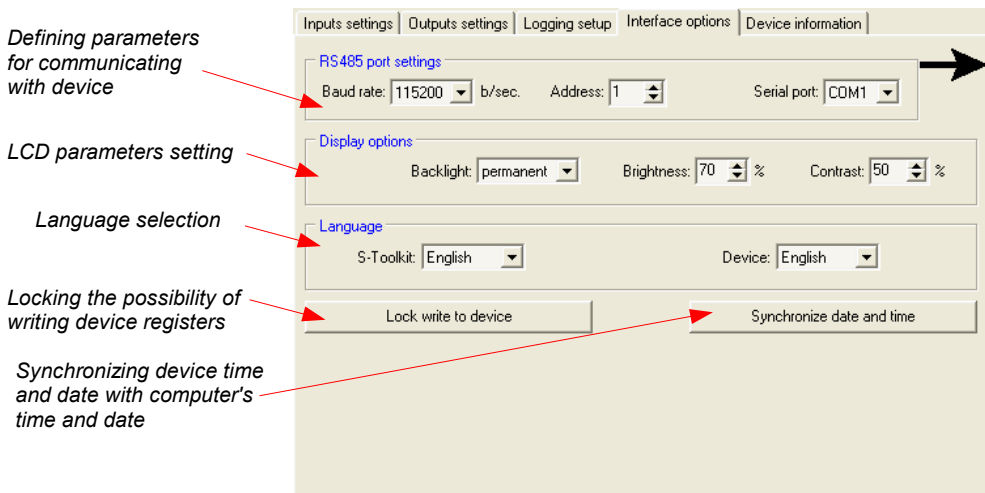 Inputs settings Outputs settings Logging setup Interface options Device information
Defining parameters
for communicating
with device
RS485 port settings
Baud rate: 115200 b/sec. Address: 1 Serial port: COM1
LCD parameters setting
Display options
Backlight: permanent Brightness: 70 % Contrast: 50 %
Language selection
Language
S-Toolkit: English Device: English
Locking the possibility of
writing device registers
Lock write to device Synchronize date and time
Synchronizing device time
and date with computer's
time and date